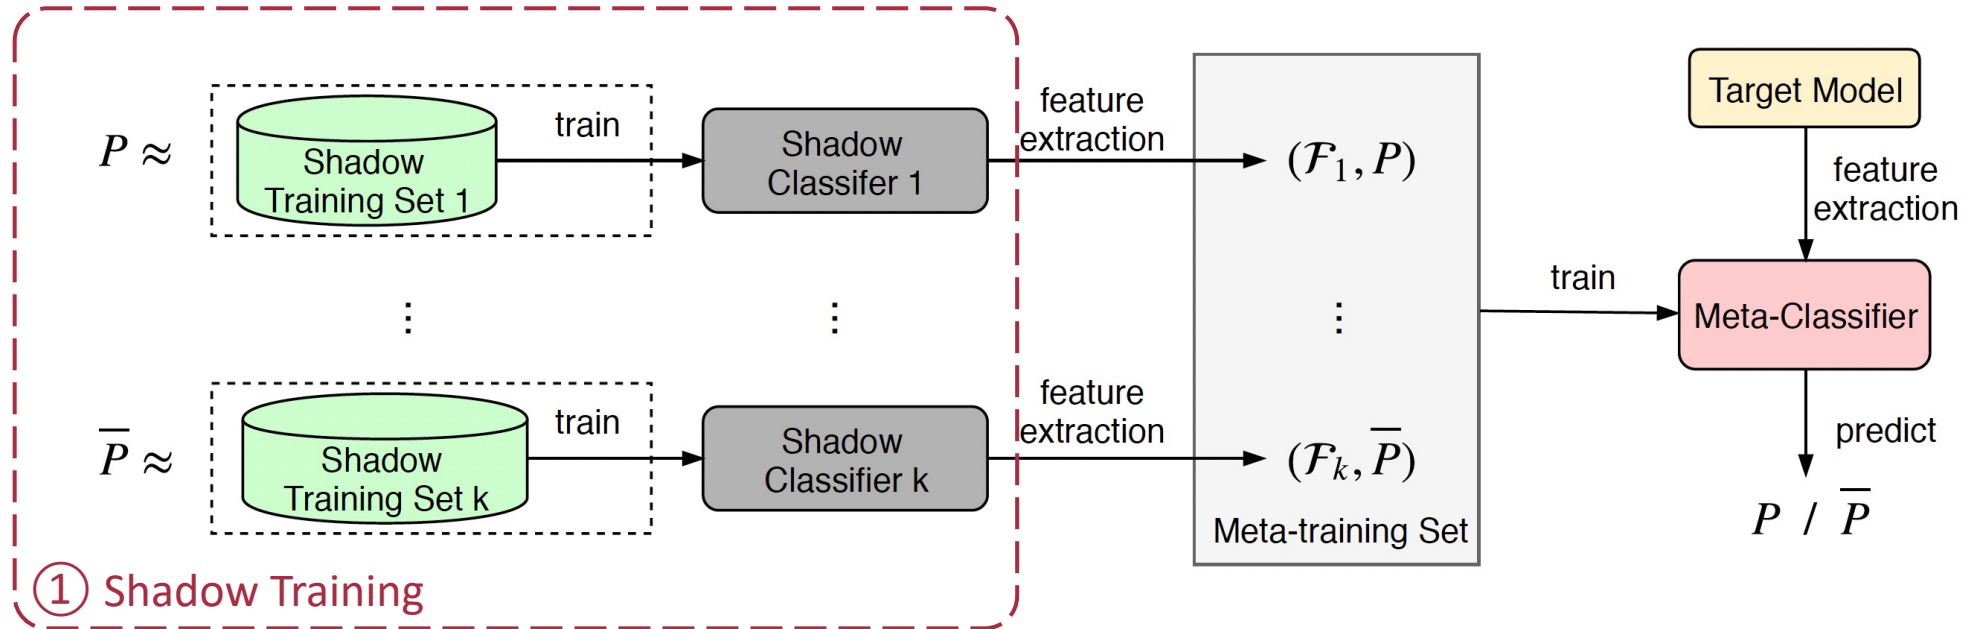 P ≈
Shadow
Training Set 1
train
Shadow
Classifer 1
feature
extraction
(ℱ₁, P)
Target Model
feature
extraction
⋮
⋮
⋮
train
Meta-Classifier
P̅ ≈
Shadow
Training Set k
train
Shadow
Classifier k
feature
extraction
(ℱₖ, P̅)
Meta-training Set
predict
P / P̅
① Shadow Training